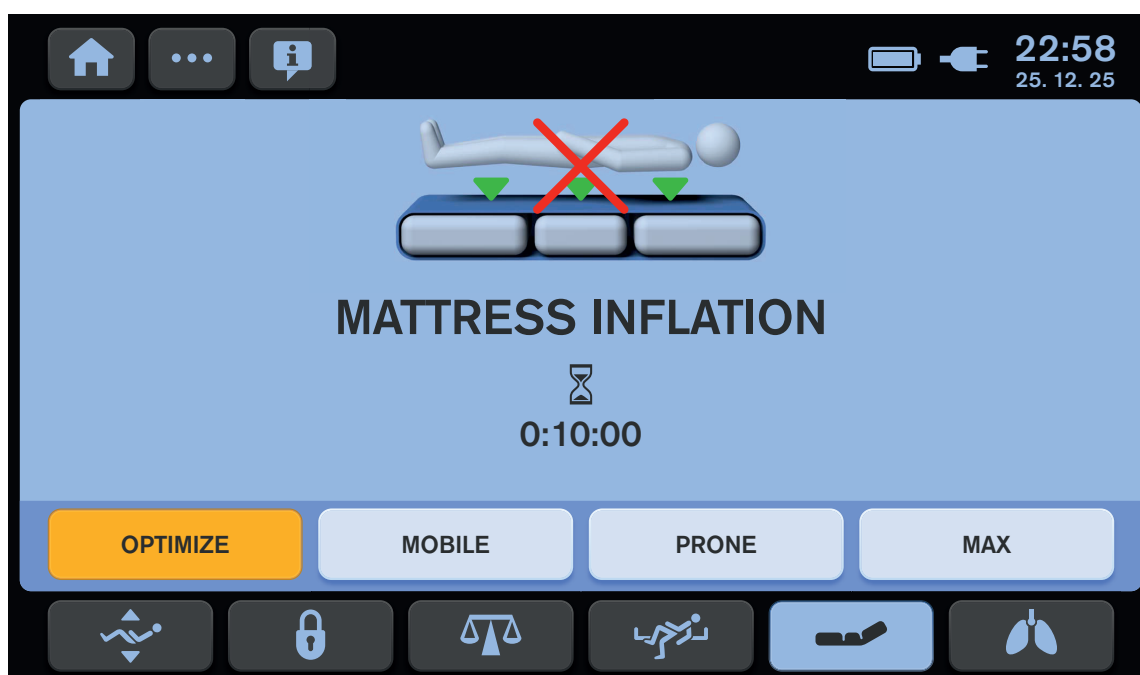 22:58
25. 12. 25
MATTRESS INFLATION
0:10:00
OPTIMIZE
MOBILE
PRONE
MAX